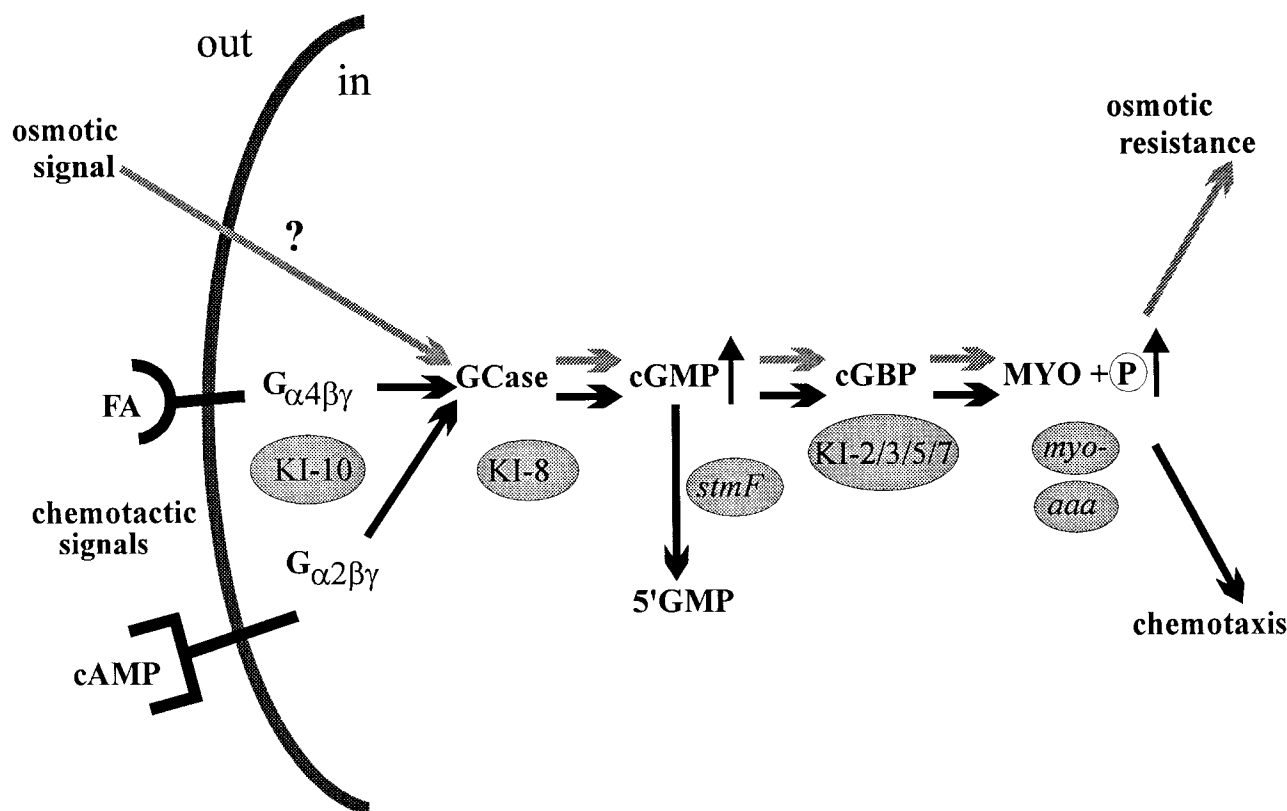 out
in
osmotic
signal
?
osmotic
resistance
FA
Gα4βγ
GCase
cGMP
cGBP
MYO + P
KI-10
KI-8
stmF
KI-2/3/5/7
myo-
aaa
chemotactic
signals
Gα2βγ
5'GMP
chemotaxis
cAMP